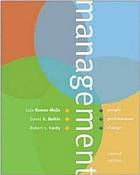 management
Luis Gomez-Mejia
David B. Balkin
Robert L. Cardy
people
performance
change
second
edition